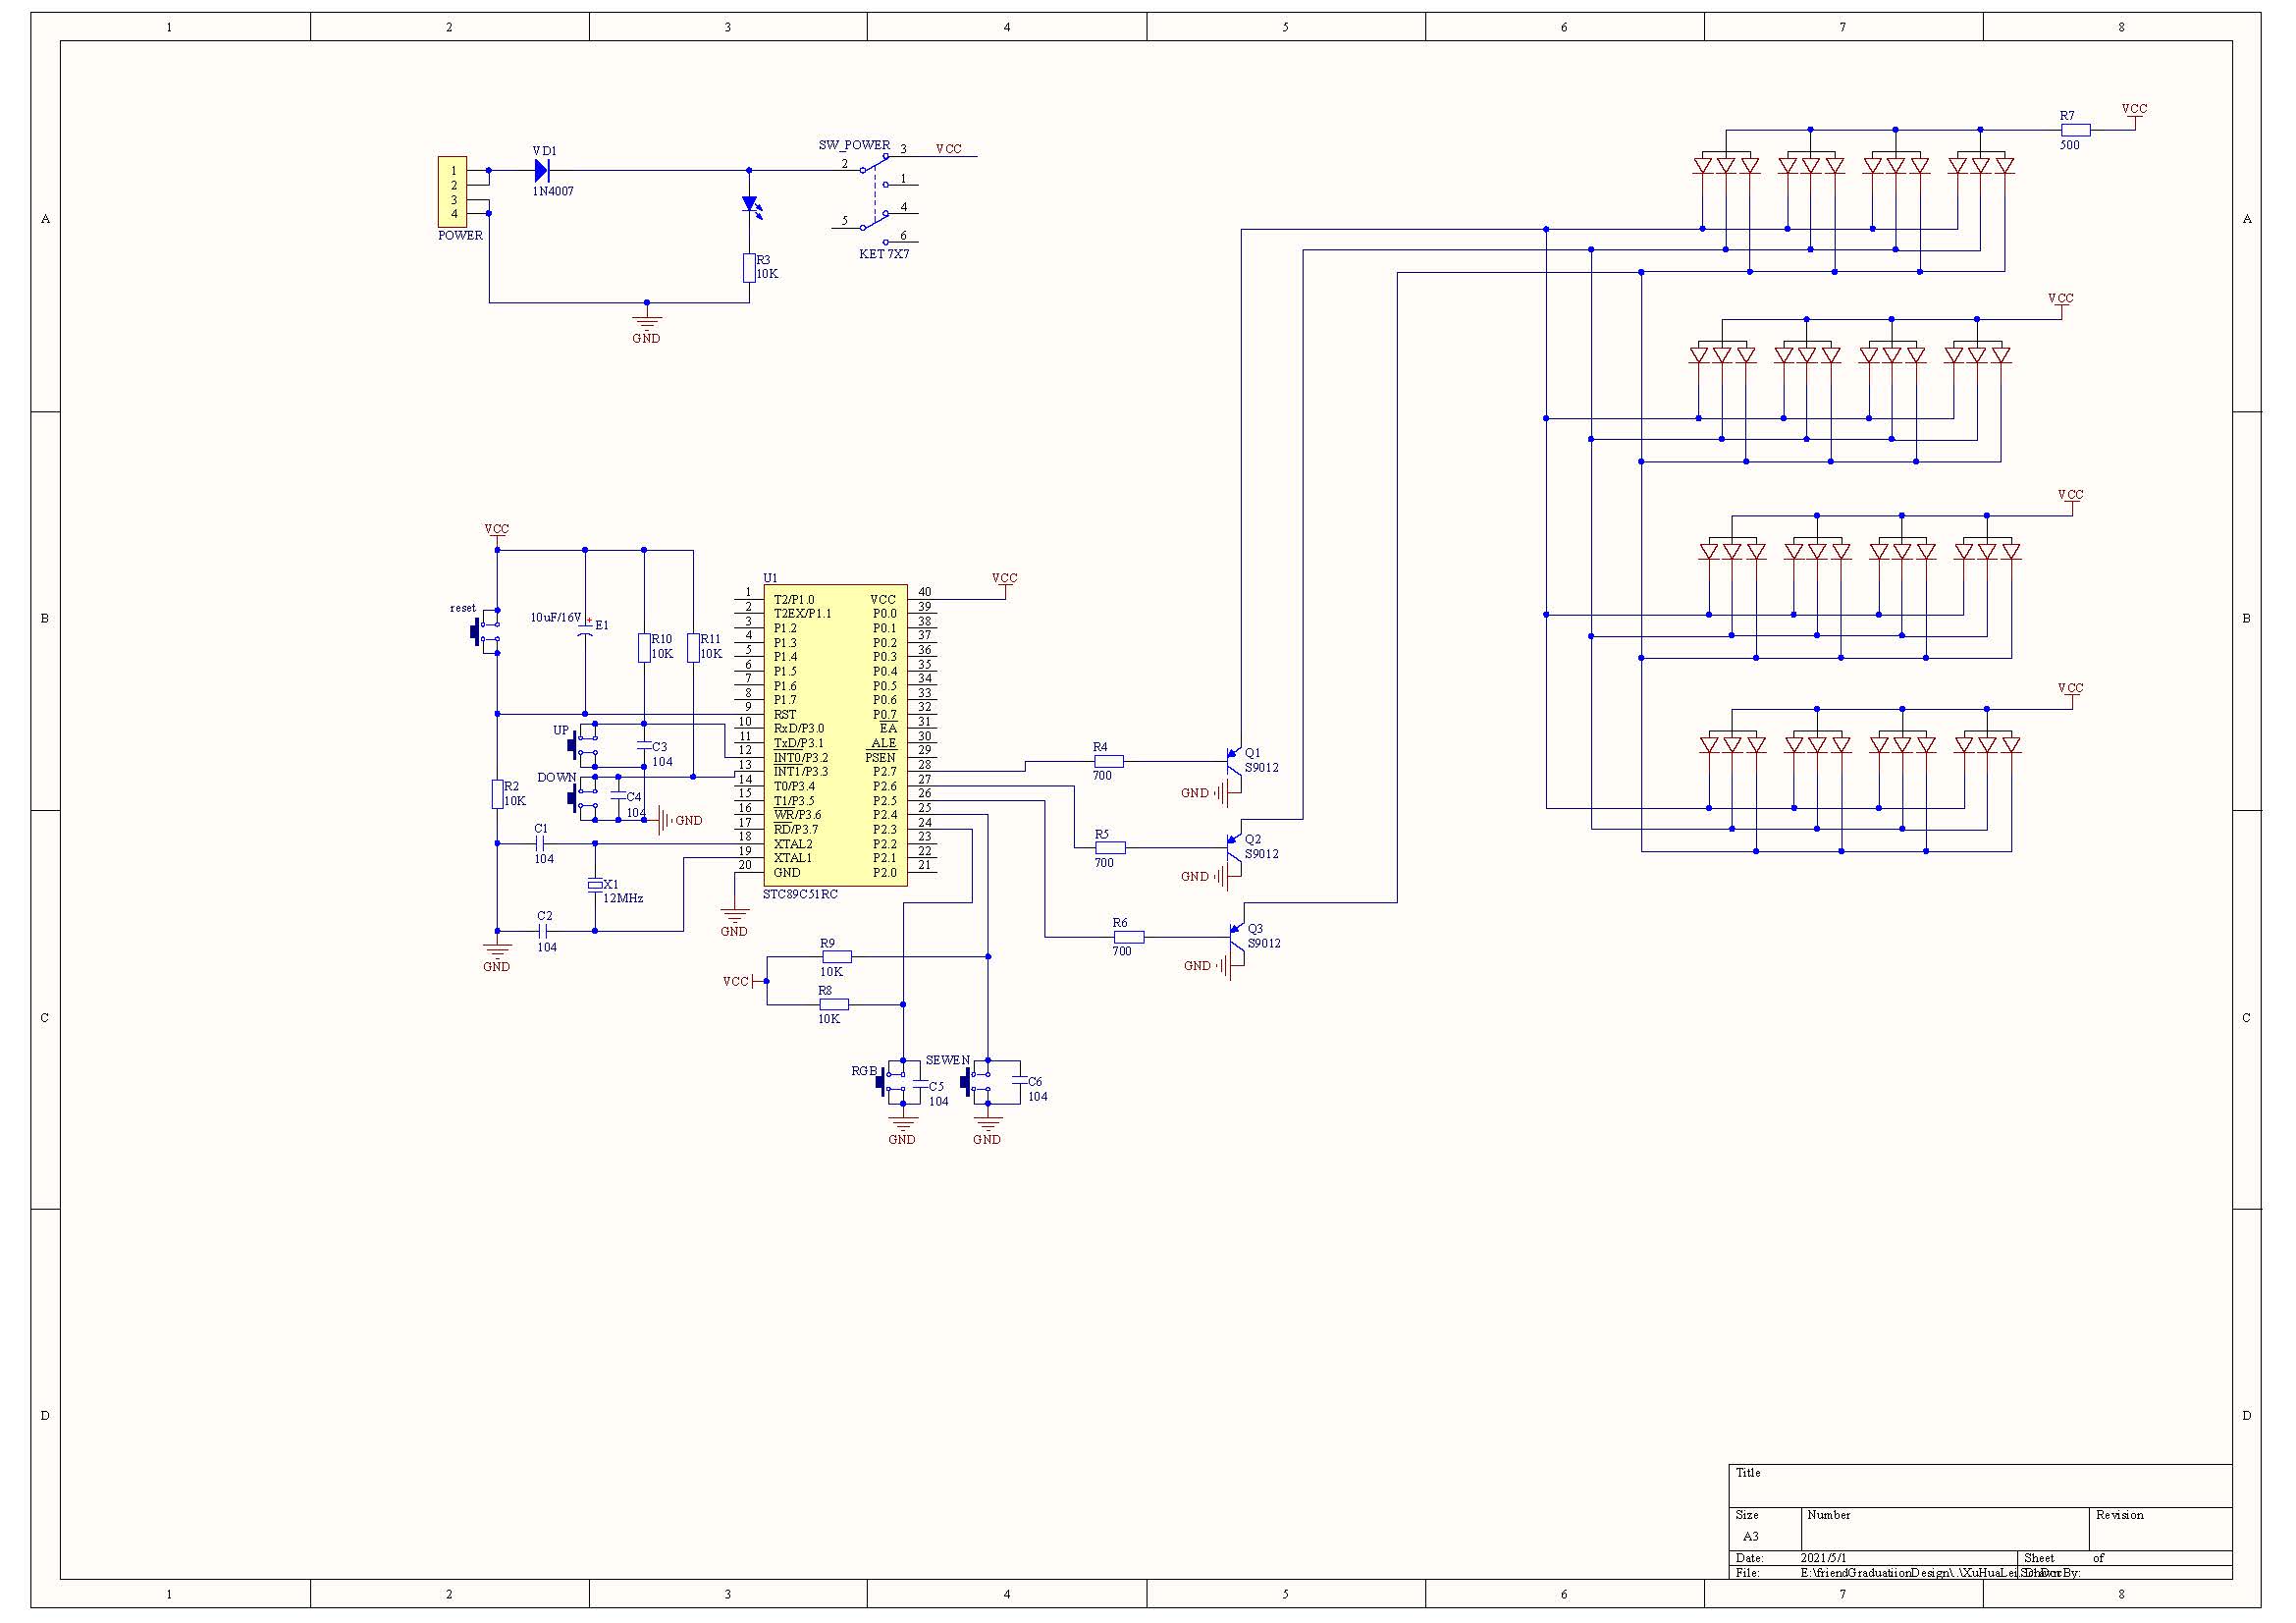 1 2 3 4 5 6 7 8
A
B
C
D
A
B
C
D
1 2 3 4 5 6 7 8
VD1
1N4007
1
2
3
4
POWER
R3
10K
GND
SW_POWER
2
3
VCC
1
4
5
6
KET 7X7
VCC
reset
10uF/16V
+
E1
R10
10K
R11
10K
UP
C3
104
DOWN
C4
104
GND
R2
10K
C1
104
X1
12MHz
C2
104
GND
U1
1 T2/P1.0 VCC 40
2 T2EX/P1.1 P0.0 39
3 P1.2 P0.1 38
4 P1.3 P0.2 37
5 P1.4 P0.3 36
6 P1.5 P0.4 35
7 P1.6 P0.5 34
8 P1.7 P0.6 33
9 RST P0.7 32
10 RxD/P3.0 EA 31
11 TxD/P3.1 ALE 30
12 INT0/P3.2 PSEN 29
13 INT1/P3.3 P2.7 28
14 T0/P3.4 P2.6 27
15 T1/P3.5 P2.5 26
16 WR/P3.6 P2.4 25
17 RD/P3.7 P2.3 24
18 XTAL2 P2.2 23
19 XTAL1 P2.1 22
20 GND P2.0 21
STC89C51RC
GND
VCC
R9
10K
VCC
R8
10K
RGB
C5
104
GND
SEWEN
C6
104
GND
R4
700
Q1
S9012
GND
R5
700
Q2
S9012
GND
R6
700
Q3
S9012
GND
R7
500
VCC
VCC
VCC
VCC
Title
Size
A3
Number
Revision
Date: 2021/5/1
Sheet of
File: E:\friendGraduatiionDesign\..\XuHuaLei.SchDoc
Drawn By: